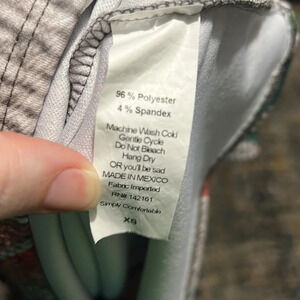 96 % Polyester
4 % Spandex
Machine Wash Cold
Gentle Cycle
Do Not Bleach
Hang Dry
OR you'll be sad
MADE IN MEXICO
Fabric Imported
RN# 142161
Simply Comfortable
XS